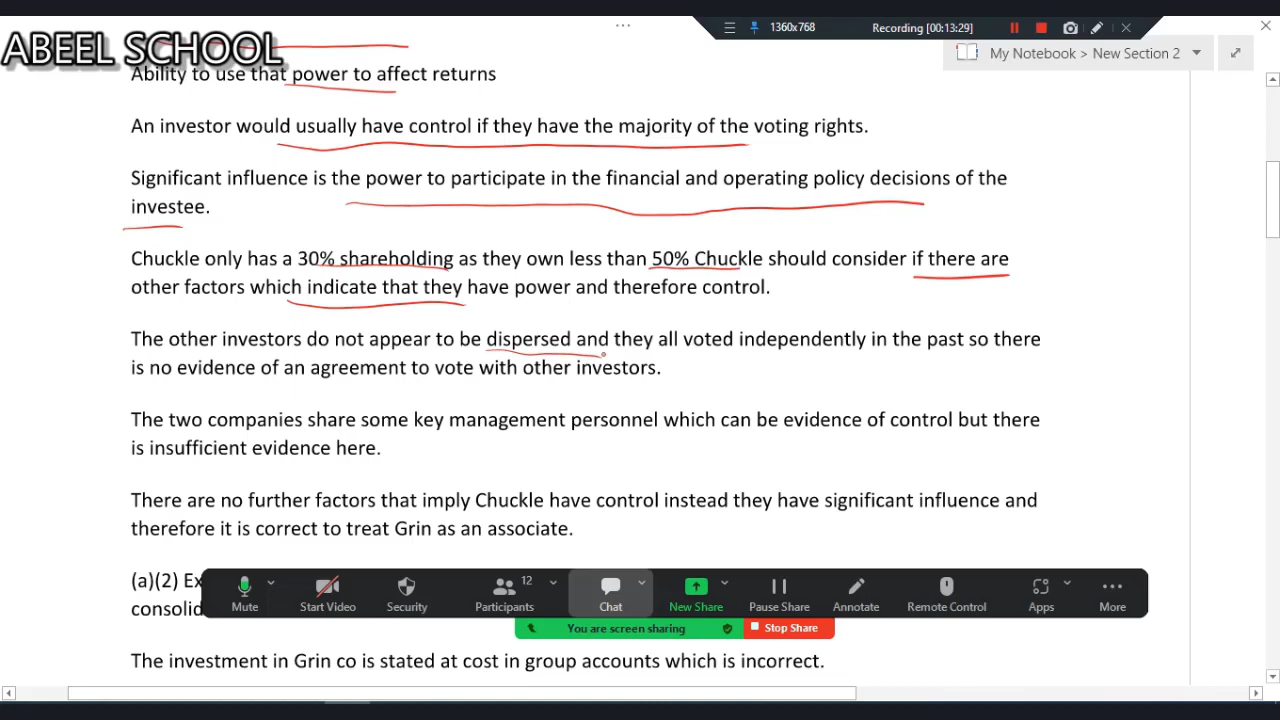 1360x768
Recording [00:13:29]
ABEEL SCHOOL
My Notebook > New Section 2
Ability to use that power to affect returns
An investor would usually have control if they have the majority of the voting rights.
Significant influence is the power to participate in the financial and operating policy decisions of the
investee.
Chuckle only has a 30% shareholding as they own less than 50% Chuckle should consider if there are
other factors which indicate that they have power and therefore control.
The other investors do not appear to be dispersed and they all voted independently in the past so there
is no evidence of an agreement to vote with other investors.
The two companies share some key management personnel which can be evidence of control but there
is insufficient evidence here.
There are no further factors that imply Chuckle have control instead they have significant influence and
therefore it is correct to treat Grin as an associate.
(a)(2) Ex
consolid
12
Mute
Start Video
Security
Participants
Chat
New Share
Pause Share
Annotate
Remote Control
Apps
More
You are screen sharing
Stop Share
The investment in Grin co is stated at cost in group accounts which is incorrect.